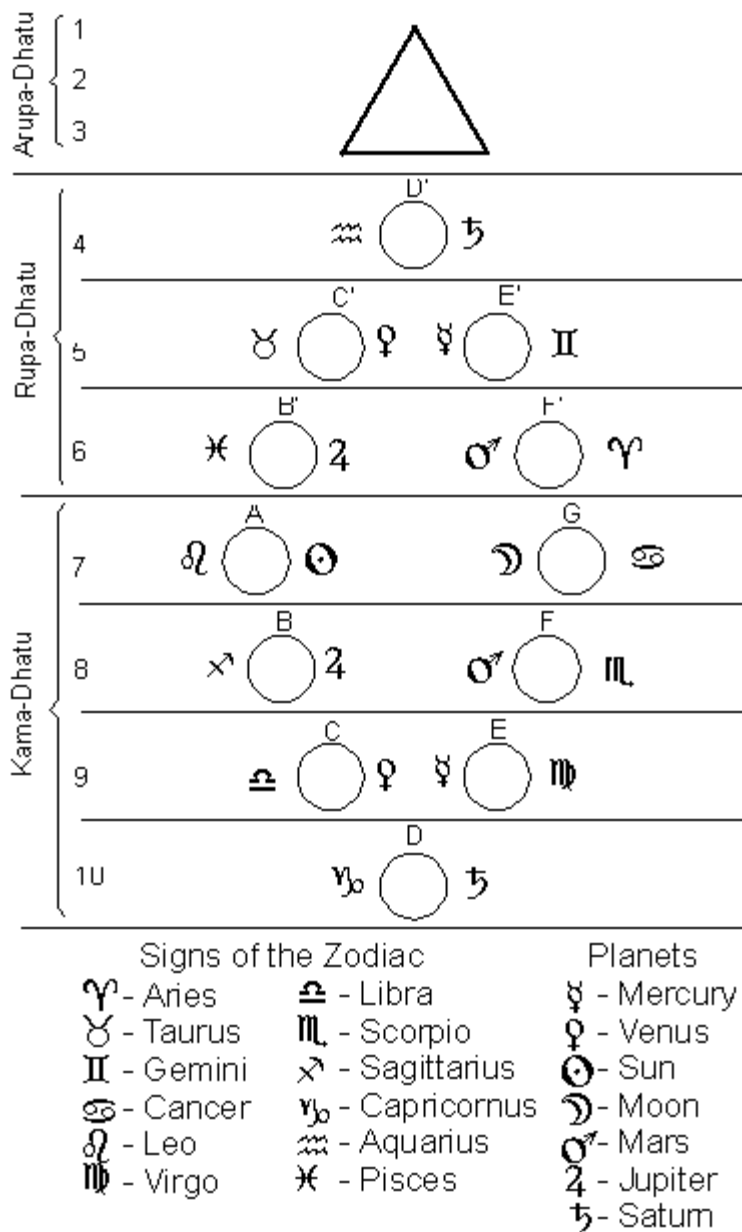 Arupa-Dhatu
1
2
3
Rupa-Dhatu
D'
4 ♒ ♄
C' E'
5 ♉ ♀ ☿ ♊
B' F'
6 ♓ ♃ ♂ ♈
Kama-Dhatu
A G
7 ♌ ☉ ☽ ♋
B F
8 ♐ ♃ ♂ ♏
C E
9 ♎ ♀ ☿ ♍
D
10 ♑ ♄
Signs of the Zodiac Planets
♈ - Aries ♎ - Libra ☿ - Mercury
♉ - Taurus ♏ - Scorpio ♀ - Venus
♊ - Gemini ♐ - Sagittarius ☉ - Sun
♋ - Cancer ♑ - Capricornus ☽ - Moon
♌ - Leo ♒ - Aquarius ♂ - Mars
♍ - Virgo ♓ - Pisces ♃ - Jupiter
♄ - Saturn